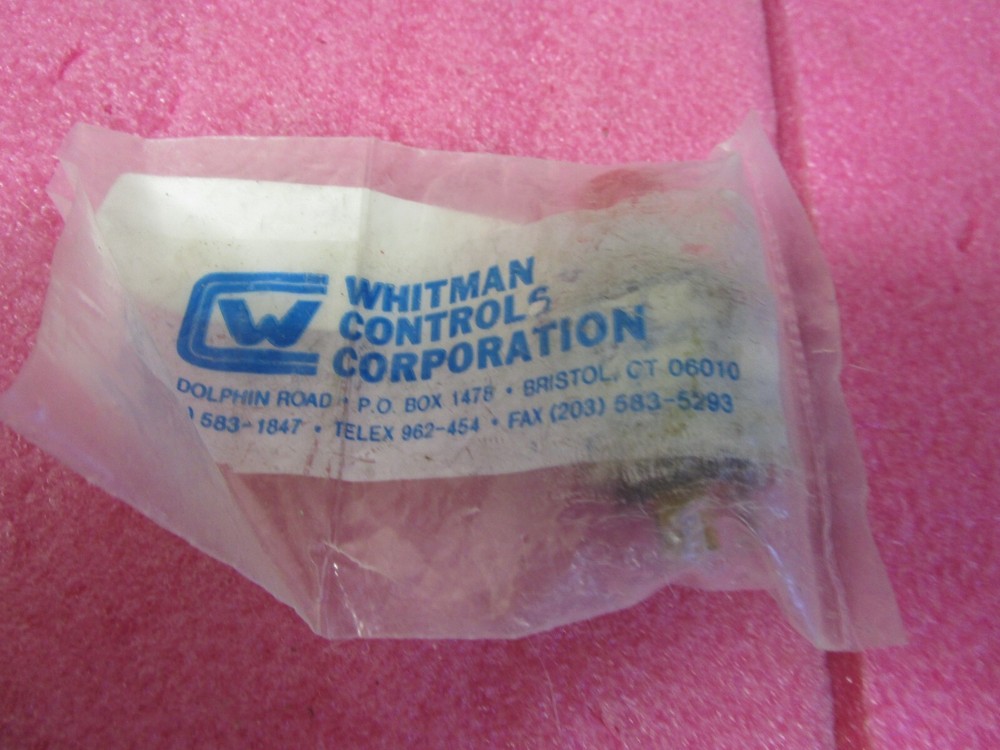 CW
WHITMAN
CONTROLS
CORPORATION
DOLPHIN ROAD • P.O. BOX 1478 • BRISTOL, CT 06010
) 583-1847 • TELEX 962-454 • FAX (203) 583-5293